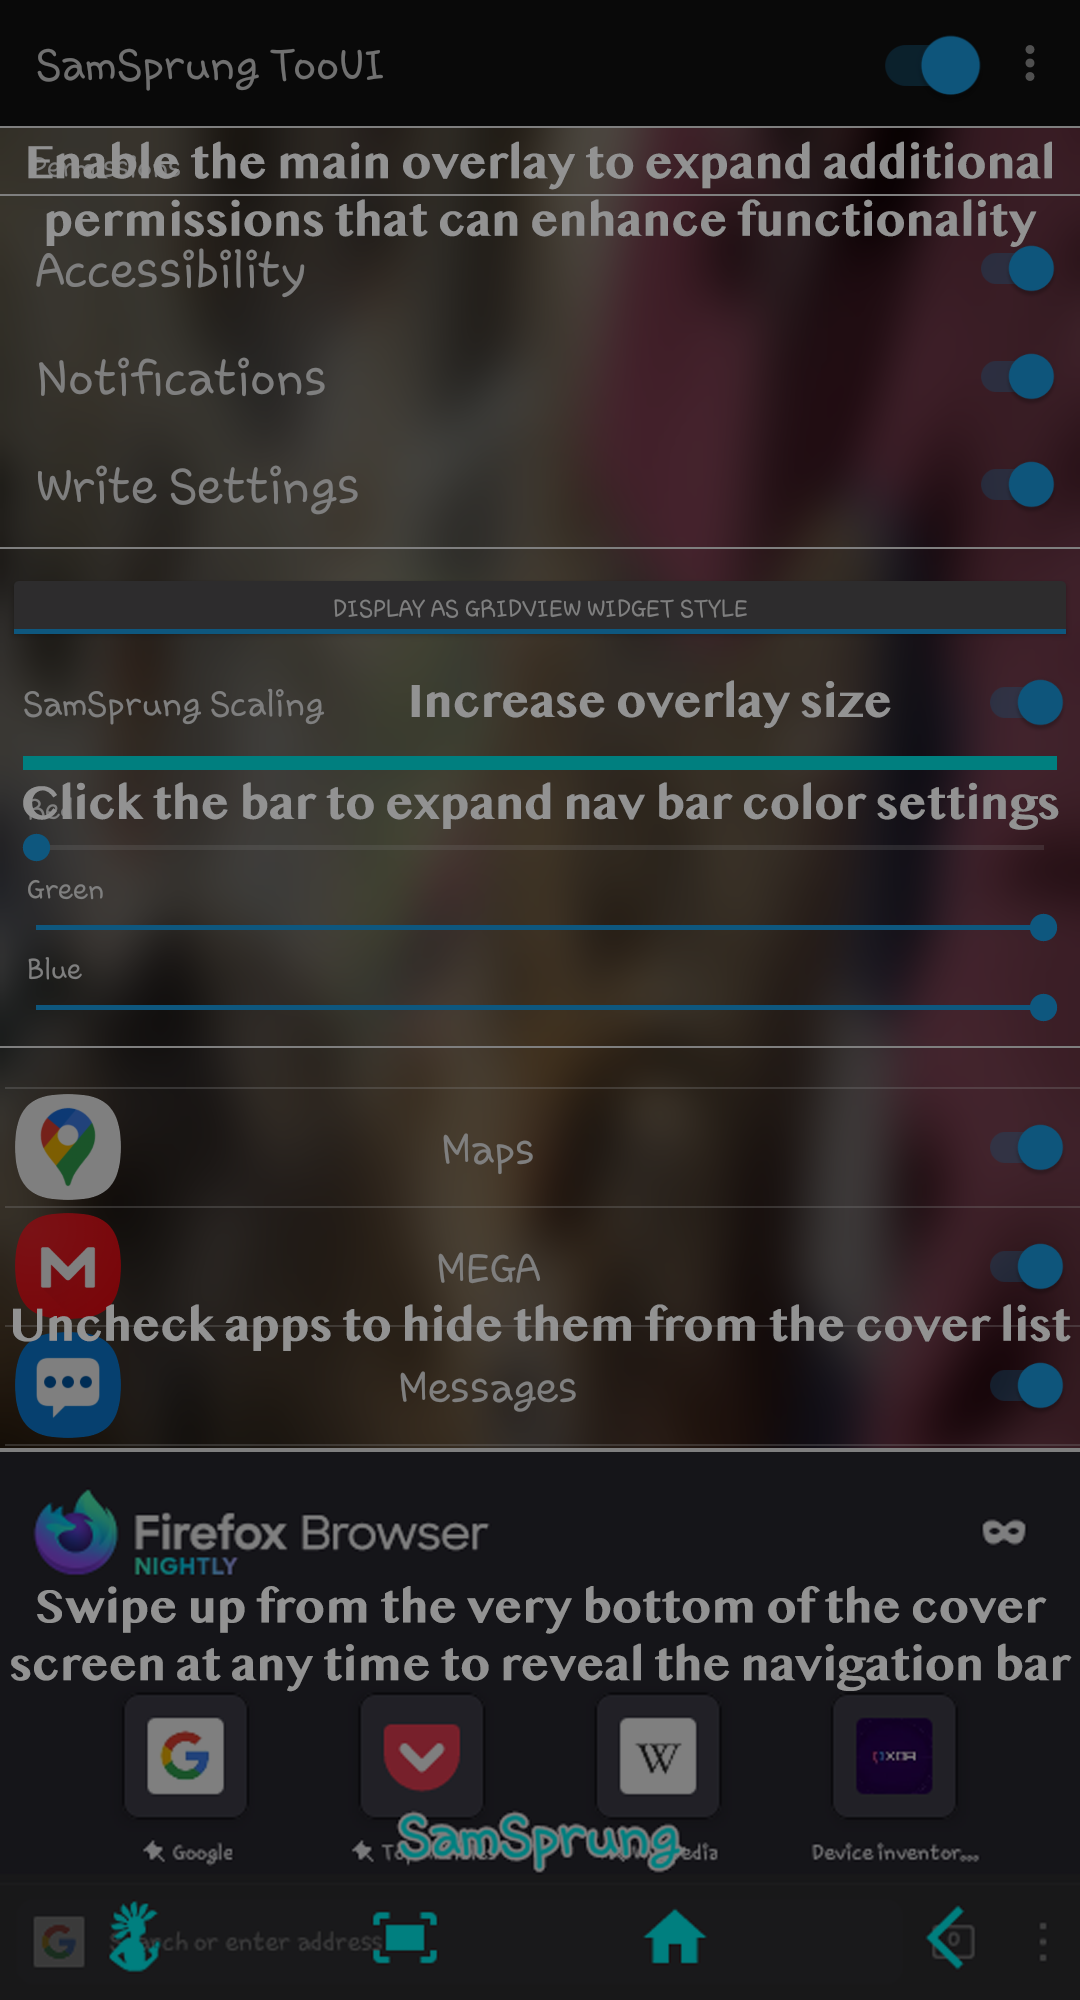 SamSprung TooUI
Permissions
Enable the main overlay to expand additional
permissions that can enhance functionality
Accessibility
Notifications
Write Settings
DISPLAY AS GRIDVIEW WIDGET STYLE
SamSprung Scaling
Increase overlay size
Click the bar to expand nav bar color settings
Red
Green
Blue
Maps
MEGA
Uncheck apps to hide them from the cover list
Messages
Firefox Browser
NIGHTLY
Swipe up from the very bottom of the cover
screen at any time to reveal the navigation bar
W
Google
SamSprung
Device inventor...
Search or enter address
0